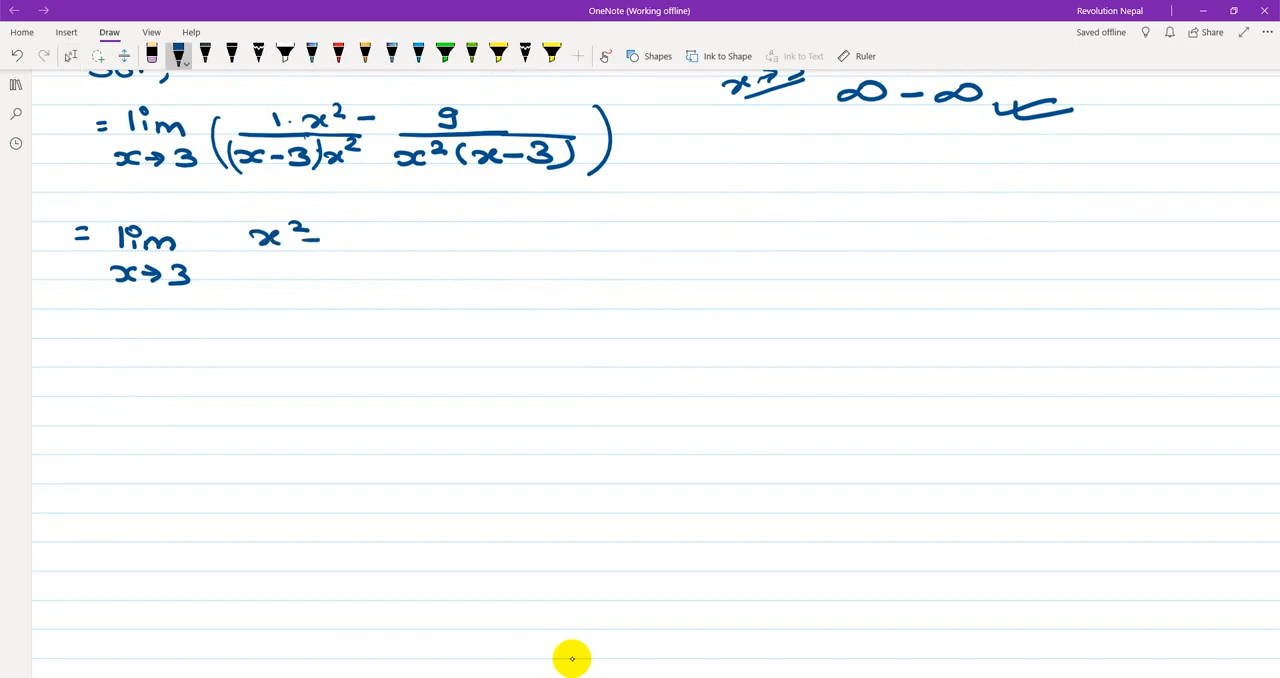 OneNote (Working offline)
Revolution Nepal
Home Insert Draw View Help
Saved offline
Share
Shapes
Ink to Shape
Ink to Text
Ruler
∞ - ∞
= lim ( 1. x² / (x-3)x² - 9 / x² (x-3) )
x→3
= lim x² -
x→3